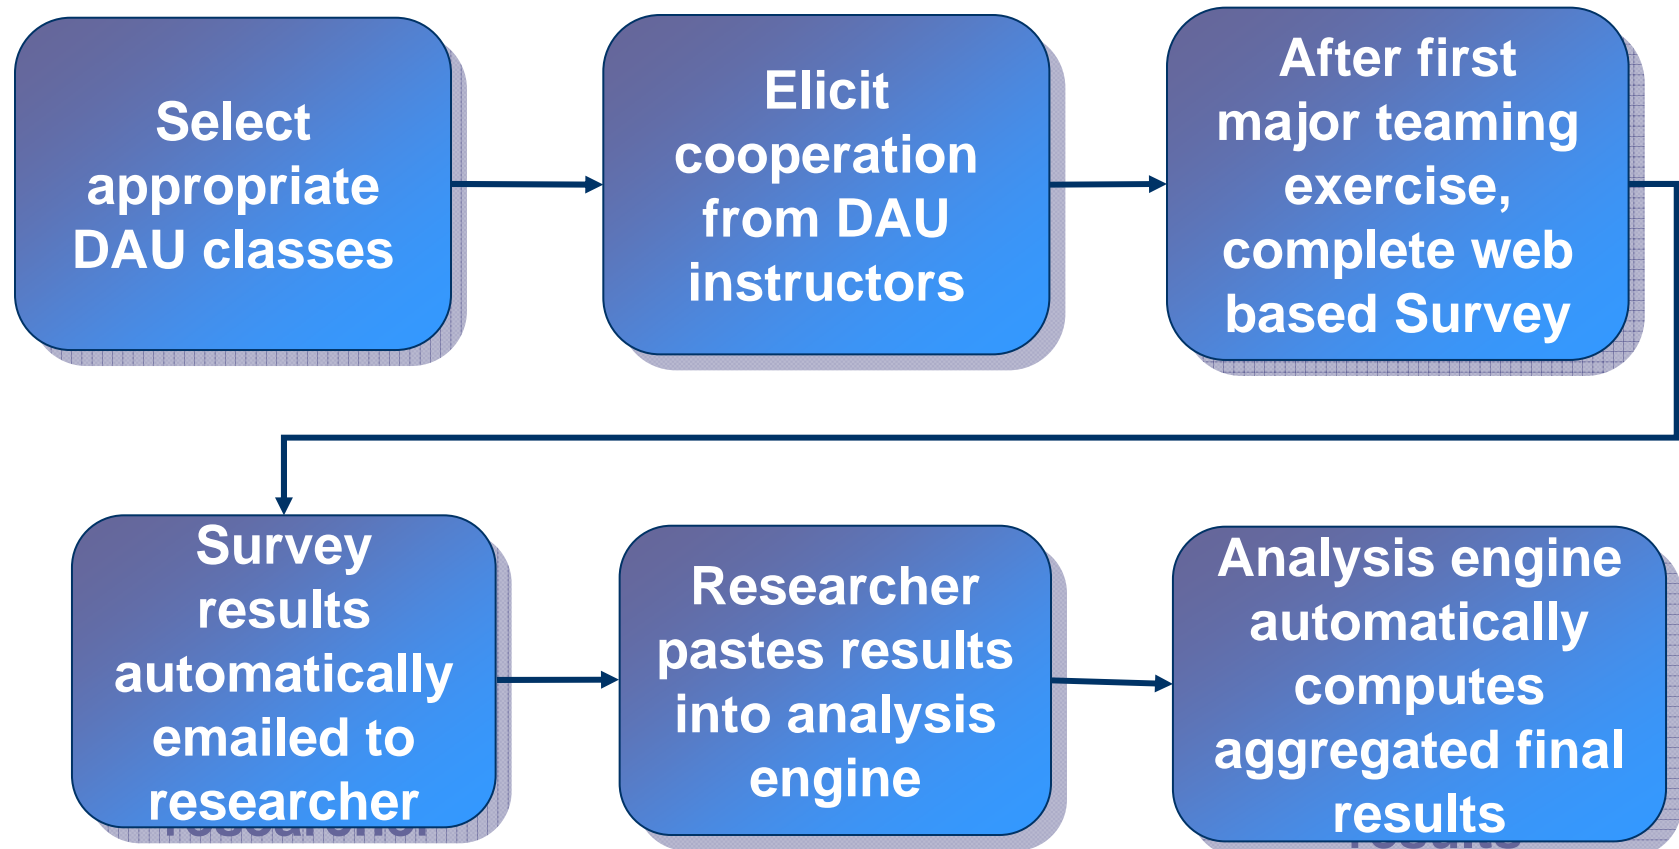 Select
appropriate
DAU classes
Elicit
cooperation
from DAU
instructors
After first
major teaming
exercise,
complete web
based Survey
Survey
results
automatically
emailed to
researcher
Researcher
pastes results
into analysis
engine
Analysis engine
automatically
computes
aggregated final
results